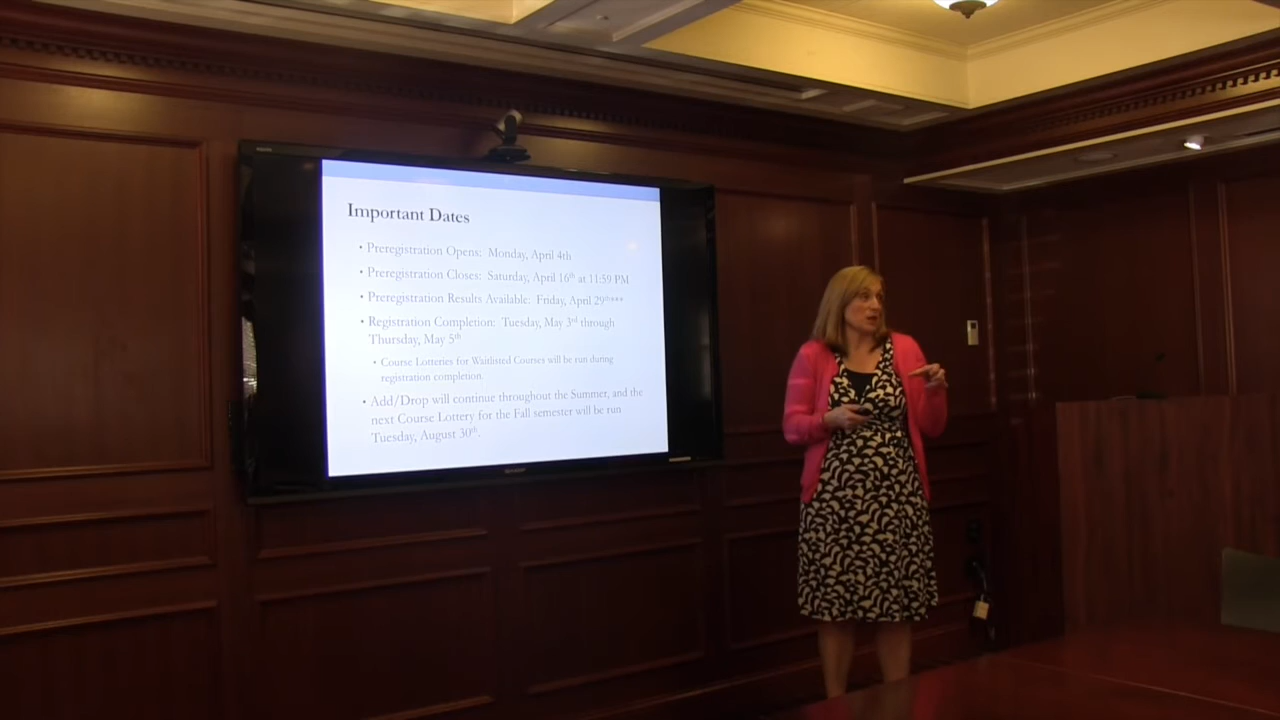 Important Dates
• Preregistration Opens: Monday, April 4th
• Preregistration Closes: Saturday, April 16th at 11:59 PM
• Preregistration Results Available: Friday, April 29th***
• Registration Completion: Tuesday, May 3rd through
Thursday, May 5th
• Course Lotteries for Waitlisted Courses will be run during
registration completion.
• Add/Drop will continue throughout the Summer, and the
next Course Lottery for the Fall semester will be run
Tuesday, August 30th.